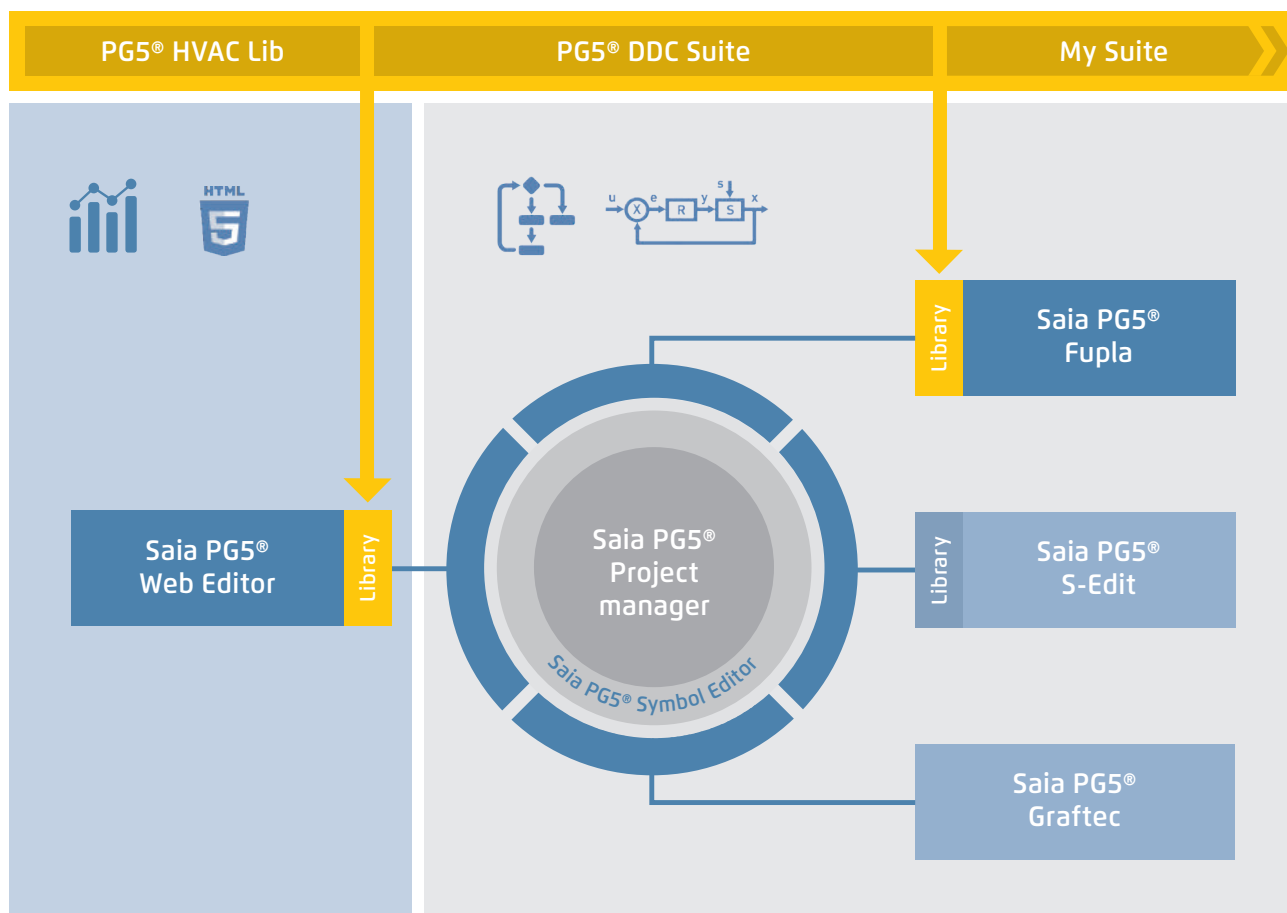 PG5® HVAC Lib
PG5® DDC Suite
My Suite
HTML
5
u
X
e
R
y
s
S
x
Library
Saia PG5®
Fupla
Saia PG5®
Web Editor
Library
Saia PG5®
Project
manager
Saia PG5® Symbol Editor
Library
Saia PG5®
S-Edit
Saia PG5®
Graftec